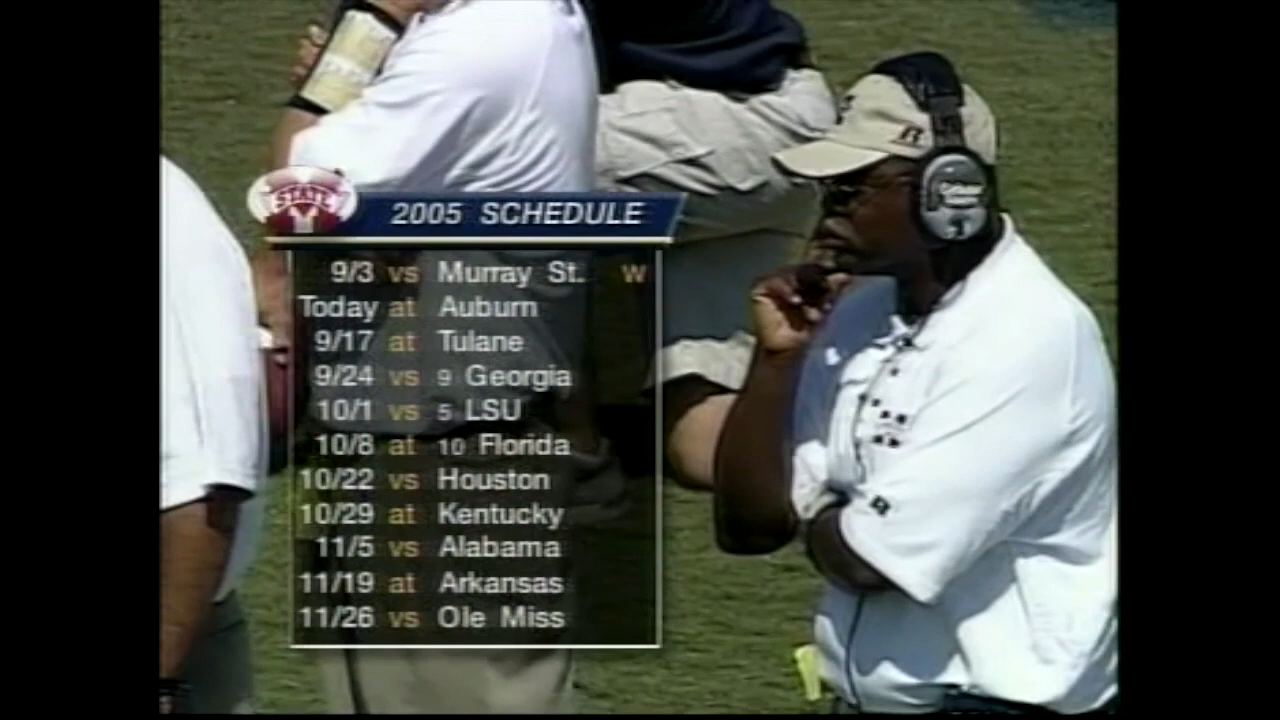 STATE
M
2005 SCHEDULE
9/3 vs Murray St. W
Today at Auburn
9/17 at Tulane
9/24 vs 9 Georgia
10/1 vs 5 LSU
10/8 at 10 Florida
10/22 vs Houston
10/29 at Kentucky
11/5 vs Alabama
11/19 at Arkansas
11/26 vs Ole Miss